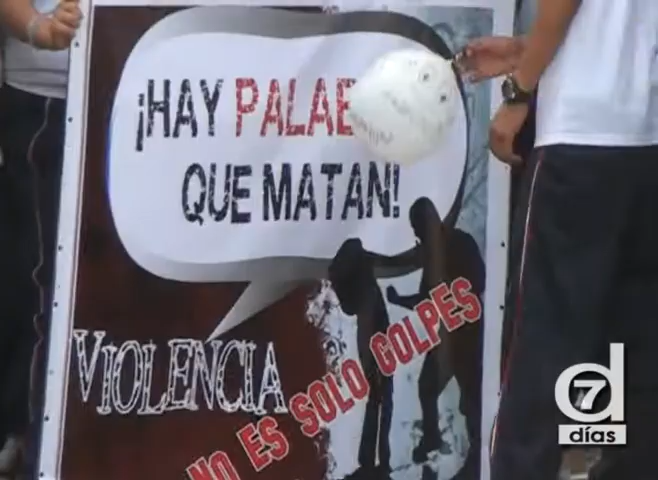 ¡HAY PALAB
QUE MATAN!
VIOLENCIA
NO ES SOLO GOLPES
7
d
días